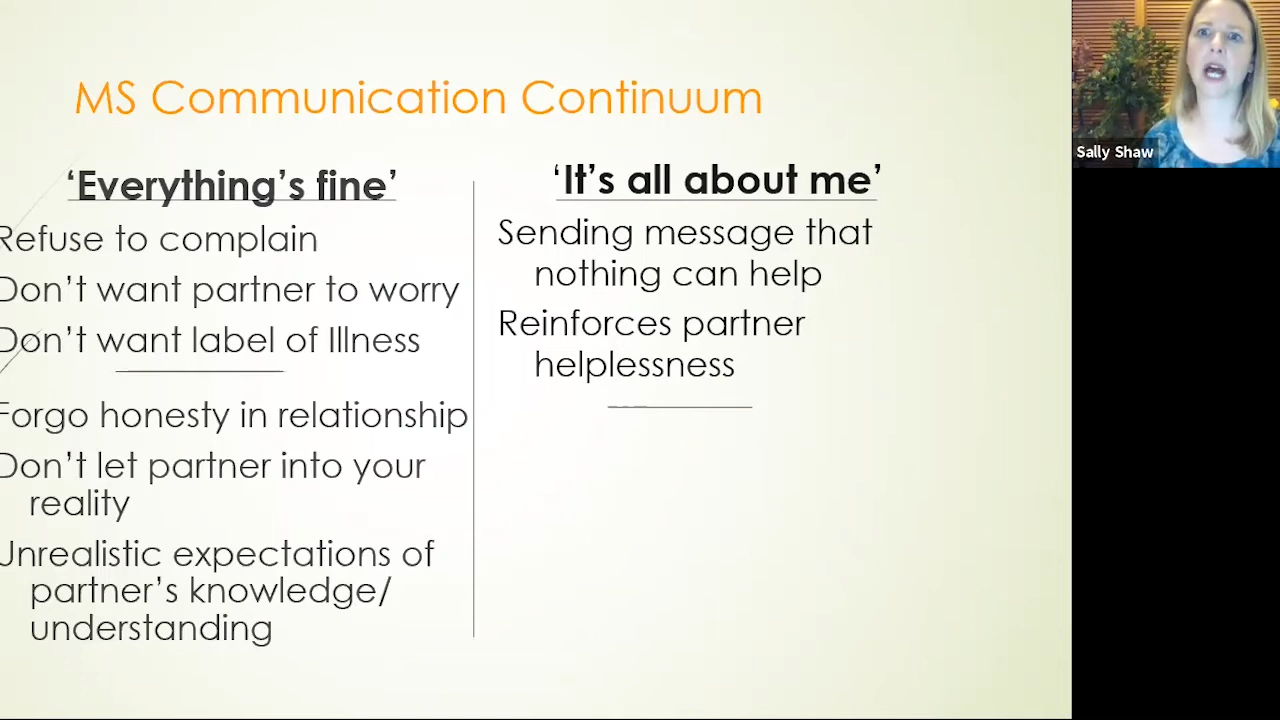 MS Communication Continuum
‘Everything’s fine’
Refuse to complain
Don’t want partner to worry
Don’t want label of Illness
Forgo honesty in relationship
Don’t let partner into your
reality
Unrealistic expectations of
partner’s knowledge/
understanding
‘It’s all about me’
Sending message that
nothing can help
Reinforces partner
helplessness
Sally Shaw